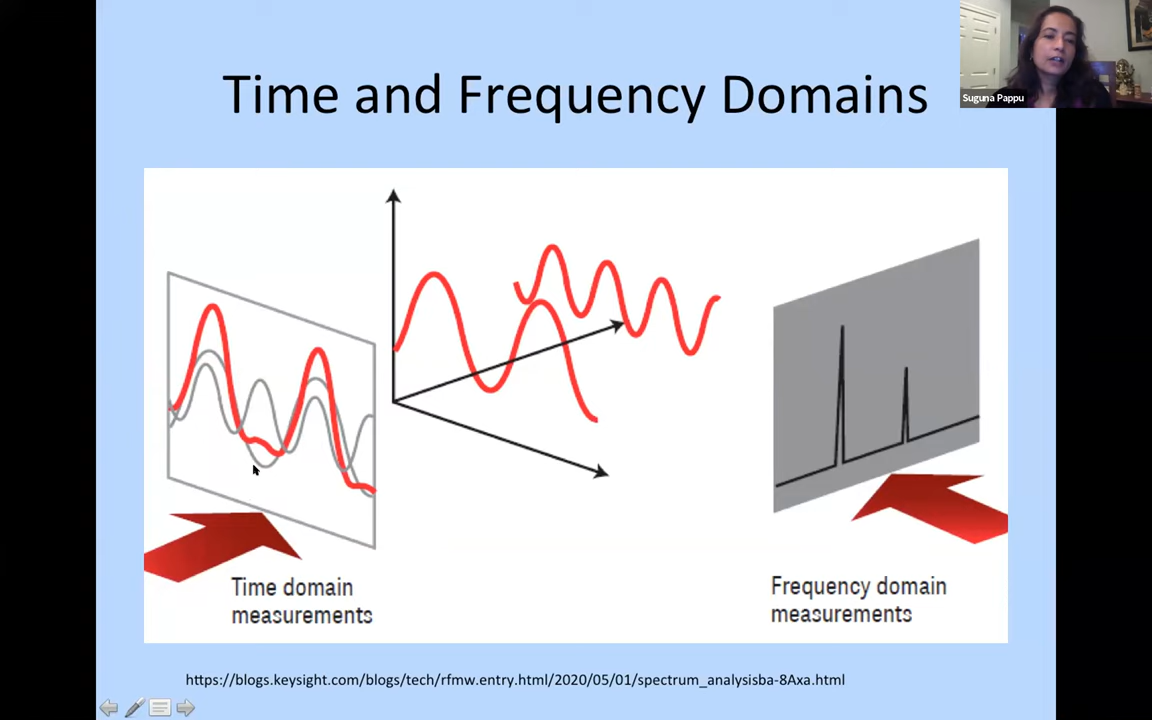 Time and Frequency Domains
Suguna Pappu
Time domain
measurements
Frequency domain
measurements
https://blogs.keysight.com/blogs/tech/rfmw.entry.html/2020/05/01/spectrum_analysisba-8Axa.html